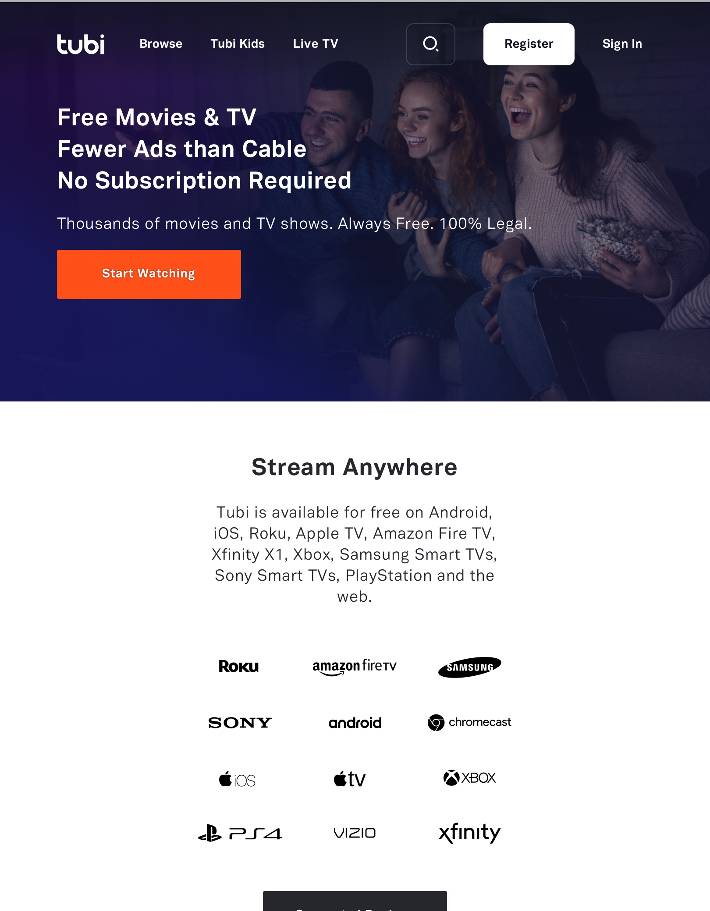 tubi Browse Tubi Kids Live TV Register Sign In
Free Movies & TV
Fewer Ads than Cable
No Subscription Required
Thousands of movies and TV shows. Always Free. 100% Legal.
Start Watching
Stream Anywhere
Tubi is available for free on Android,
iOS, Roku, Apple TV, Amazon Fire TV,
Xfinity X1, Xbox, Samsung Smart TVs,
Sony Smart TVs, PlayStation and the
web.
ROKU amazon fireTV SAMSUNG
SONY android chromecast
iOS tv XBOX
PS4 VIZIO xfinity